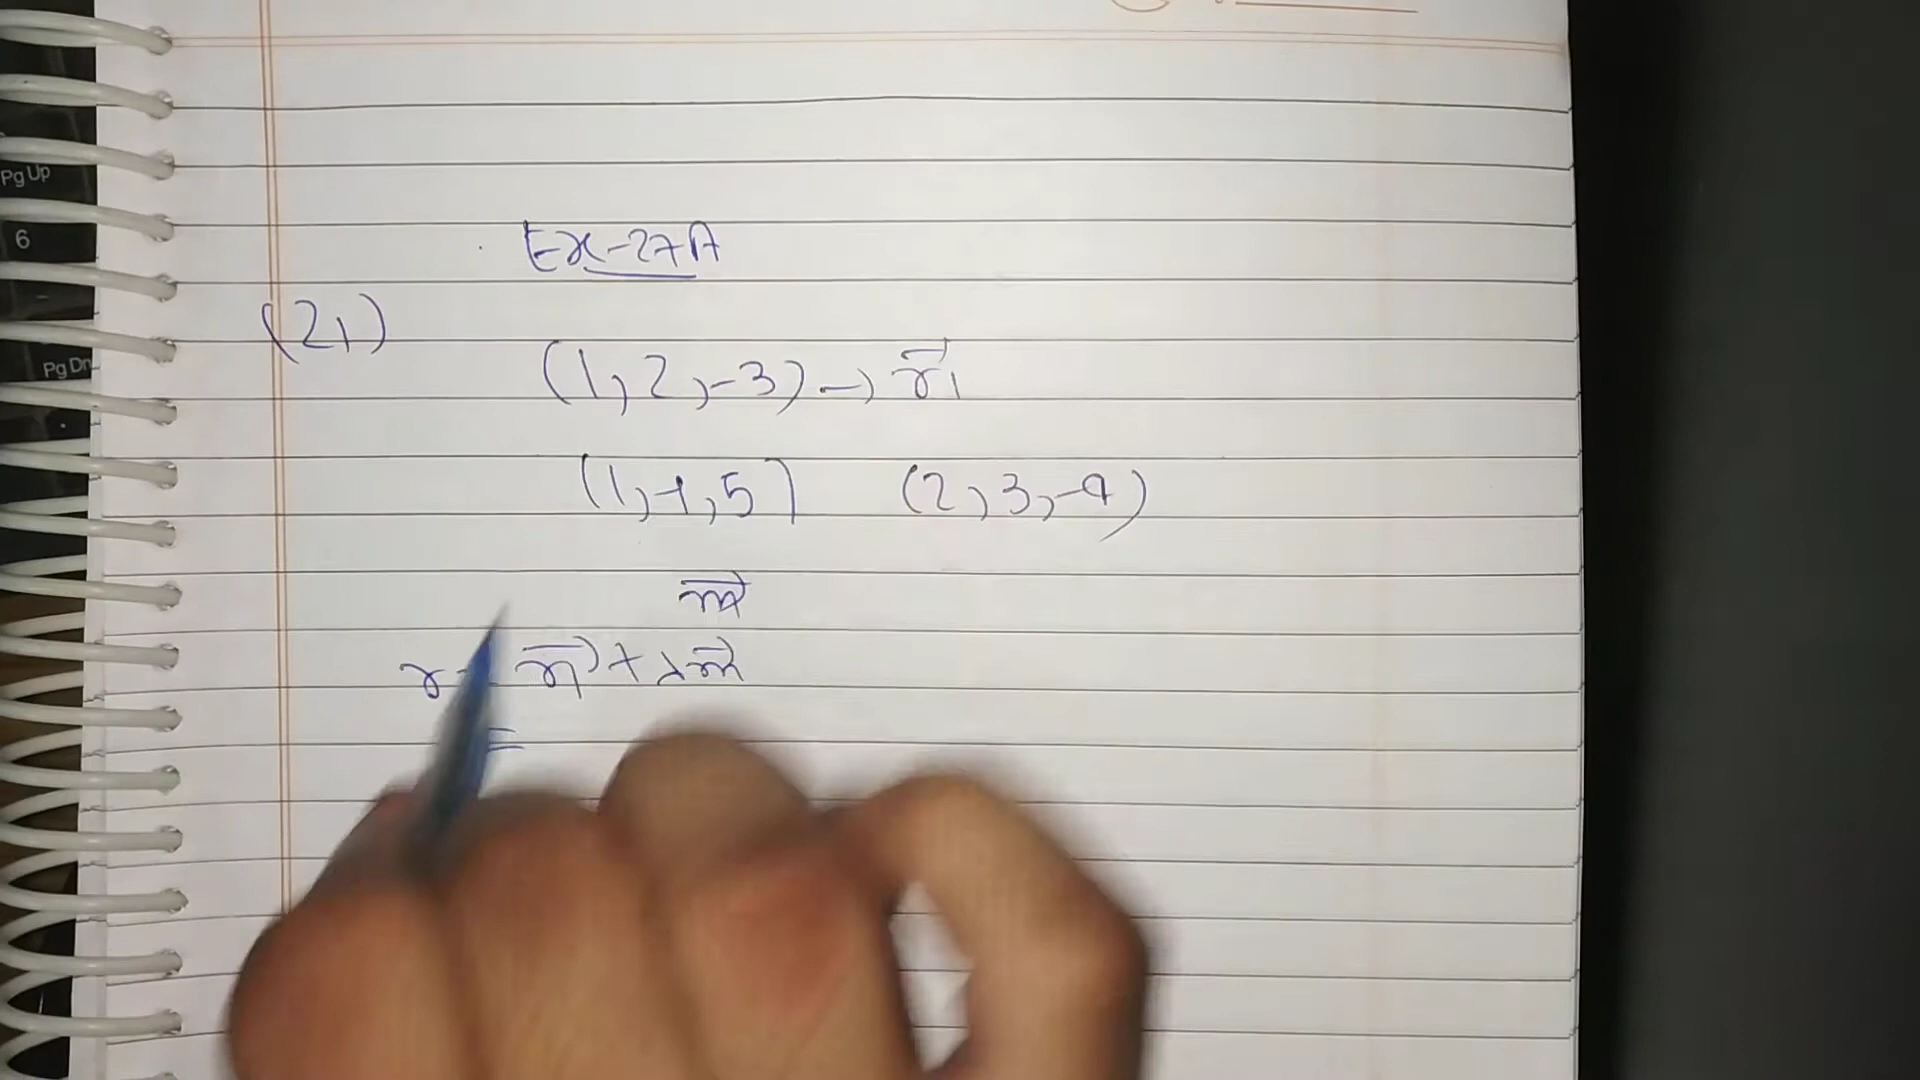 Pg Up
6
Pg Dn
Ex-27A
(21)
(1, 2, -3) → r⃗1
(1, -1, 5) (2, 3, -4)
m⃗
r = r⃗1 + λm⃗
=